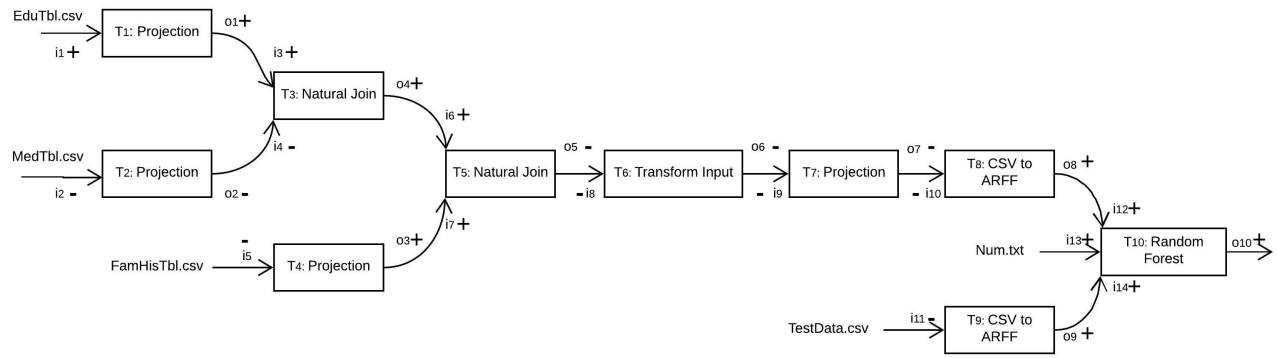 EduTbl.csv
i1+
T1: Projection
o1+
i3+
T3: Natural Join
o4+
MedTbl.csv
i2 -
T2: Projection
o2 -
i4 -
i6+
T5: Natural Join
o5 -
- i8
T6: Transform Input
o6 -
- i9
T7: Projection
o7 -
- i10
T8: CSV to
ARFF
o8 +
i7+
FamHisTbl.csv
-
i5
T4: Projection
o3+
i12+
Num.txt
i13+
T10: Random
Forest
o10+
i14+
TestData.csv
i11 -
T9: CSV to
ARFF
o9 +